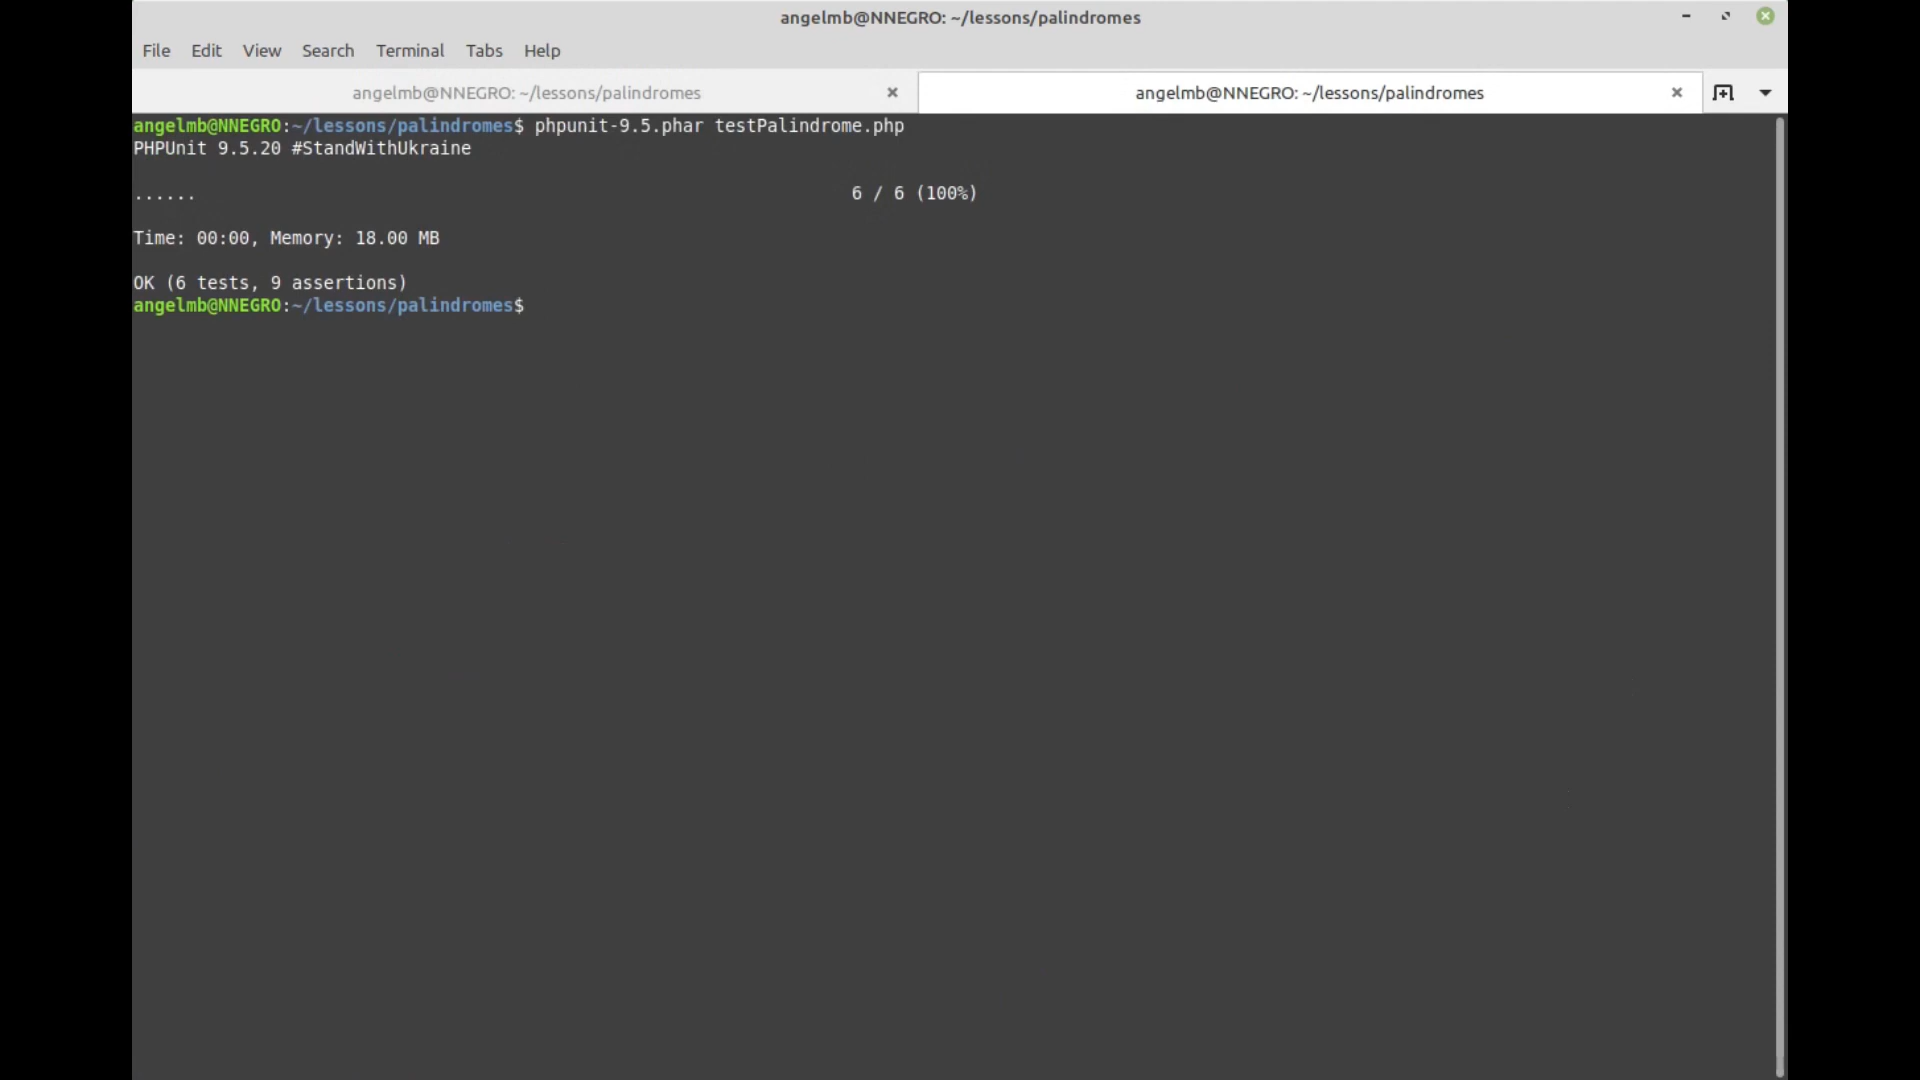 angelmb@NNEGRO: ~/lessons/palindromes
File Edit View Search Terminal Tabs Help
angelmb@NNEGRO: ~/lessons/palindromes angelmb@NNEGRO: ~/lessons/palindromes
angelmb@NNEGRO:~/lessons/palindromes$ phpunit-9.5.phar testPalindrome.php
PHPUnit 9.5.20 #StandWithUkraine
...... 6 / 6 (100%)
Time: 00:00, Memory: 18.00 MB
OK (6 tests, 9 assertions)
angelmb@NNEGRO:~/lessons/palindromes$